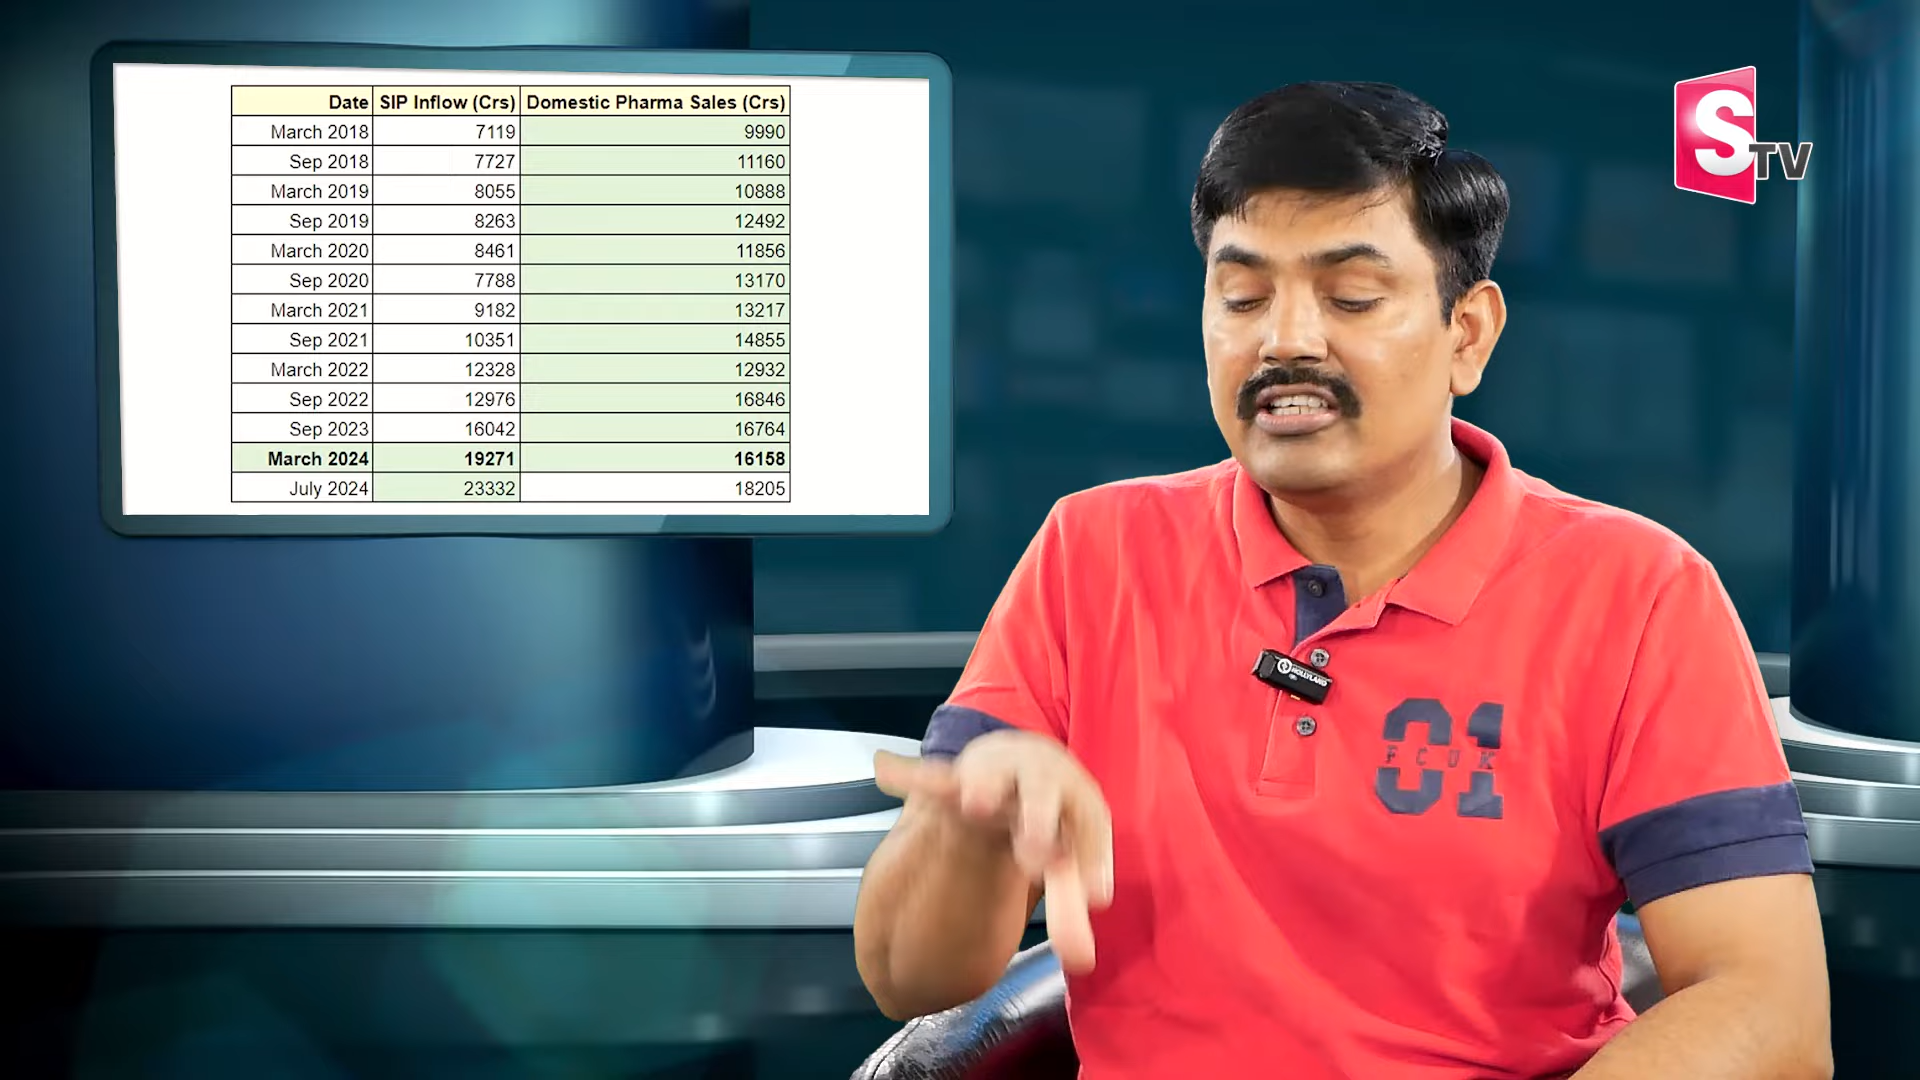 Date SIP Inflow (Crs) Domestic Pharma Sales (Crs)
March 2018 7119 9990
Sep 2018 7727 11160
March 2019 8055 10888
Sep 2019 8263 12492
March 2020 8461 11856
Sep 2020 7788 13170
March 2021 9182 13217
Sep 2021 10351 14855
March 2022 12328 12932
Sep 2022 12976 16846
Sep 2023 16042 16764
March 2024 19271 16158
July 2024 23332 18205
STV
HOLLYLAND
01
FCUK